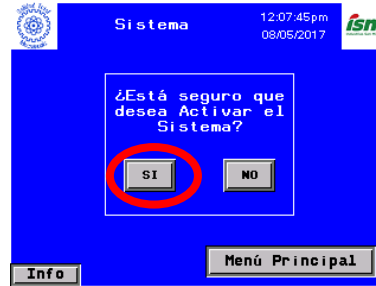 Sistema
12:07:45pm
08/05/2017
ism
¿Está seguro que
desea Activar el
Sistema?
SI
NO
Menú Principal
Info